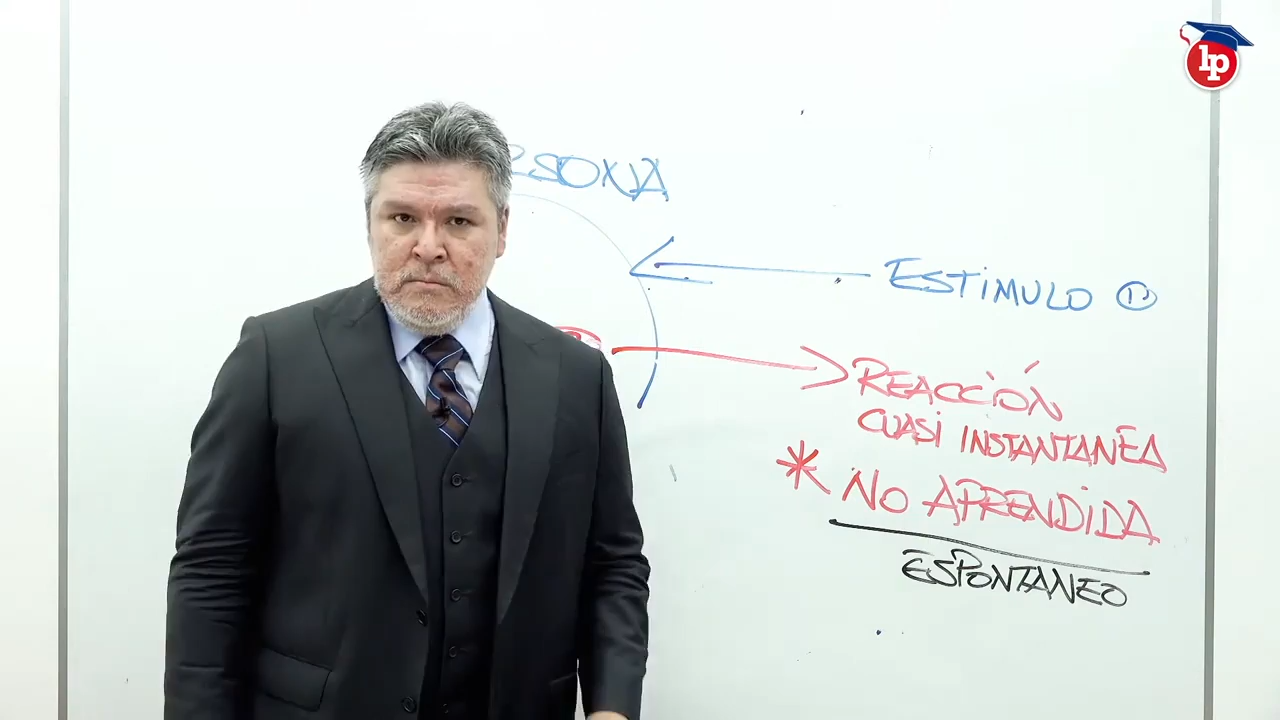 lp
RSONA
ESTIMULO ①
REACCIÓN
CUASI INSTANTANEA
* NO APRENDIDA
ESPONTANEO